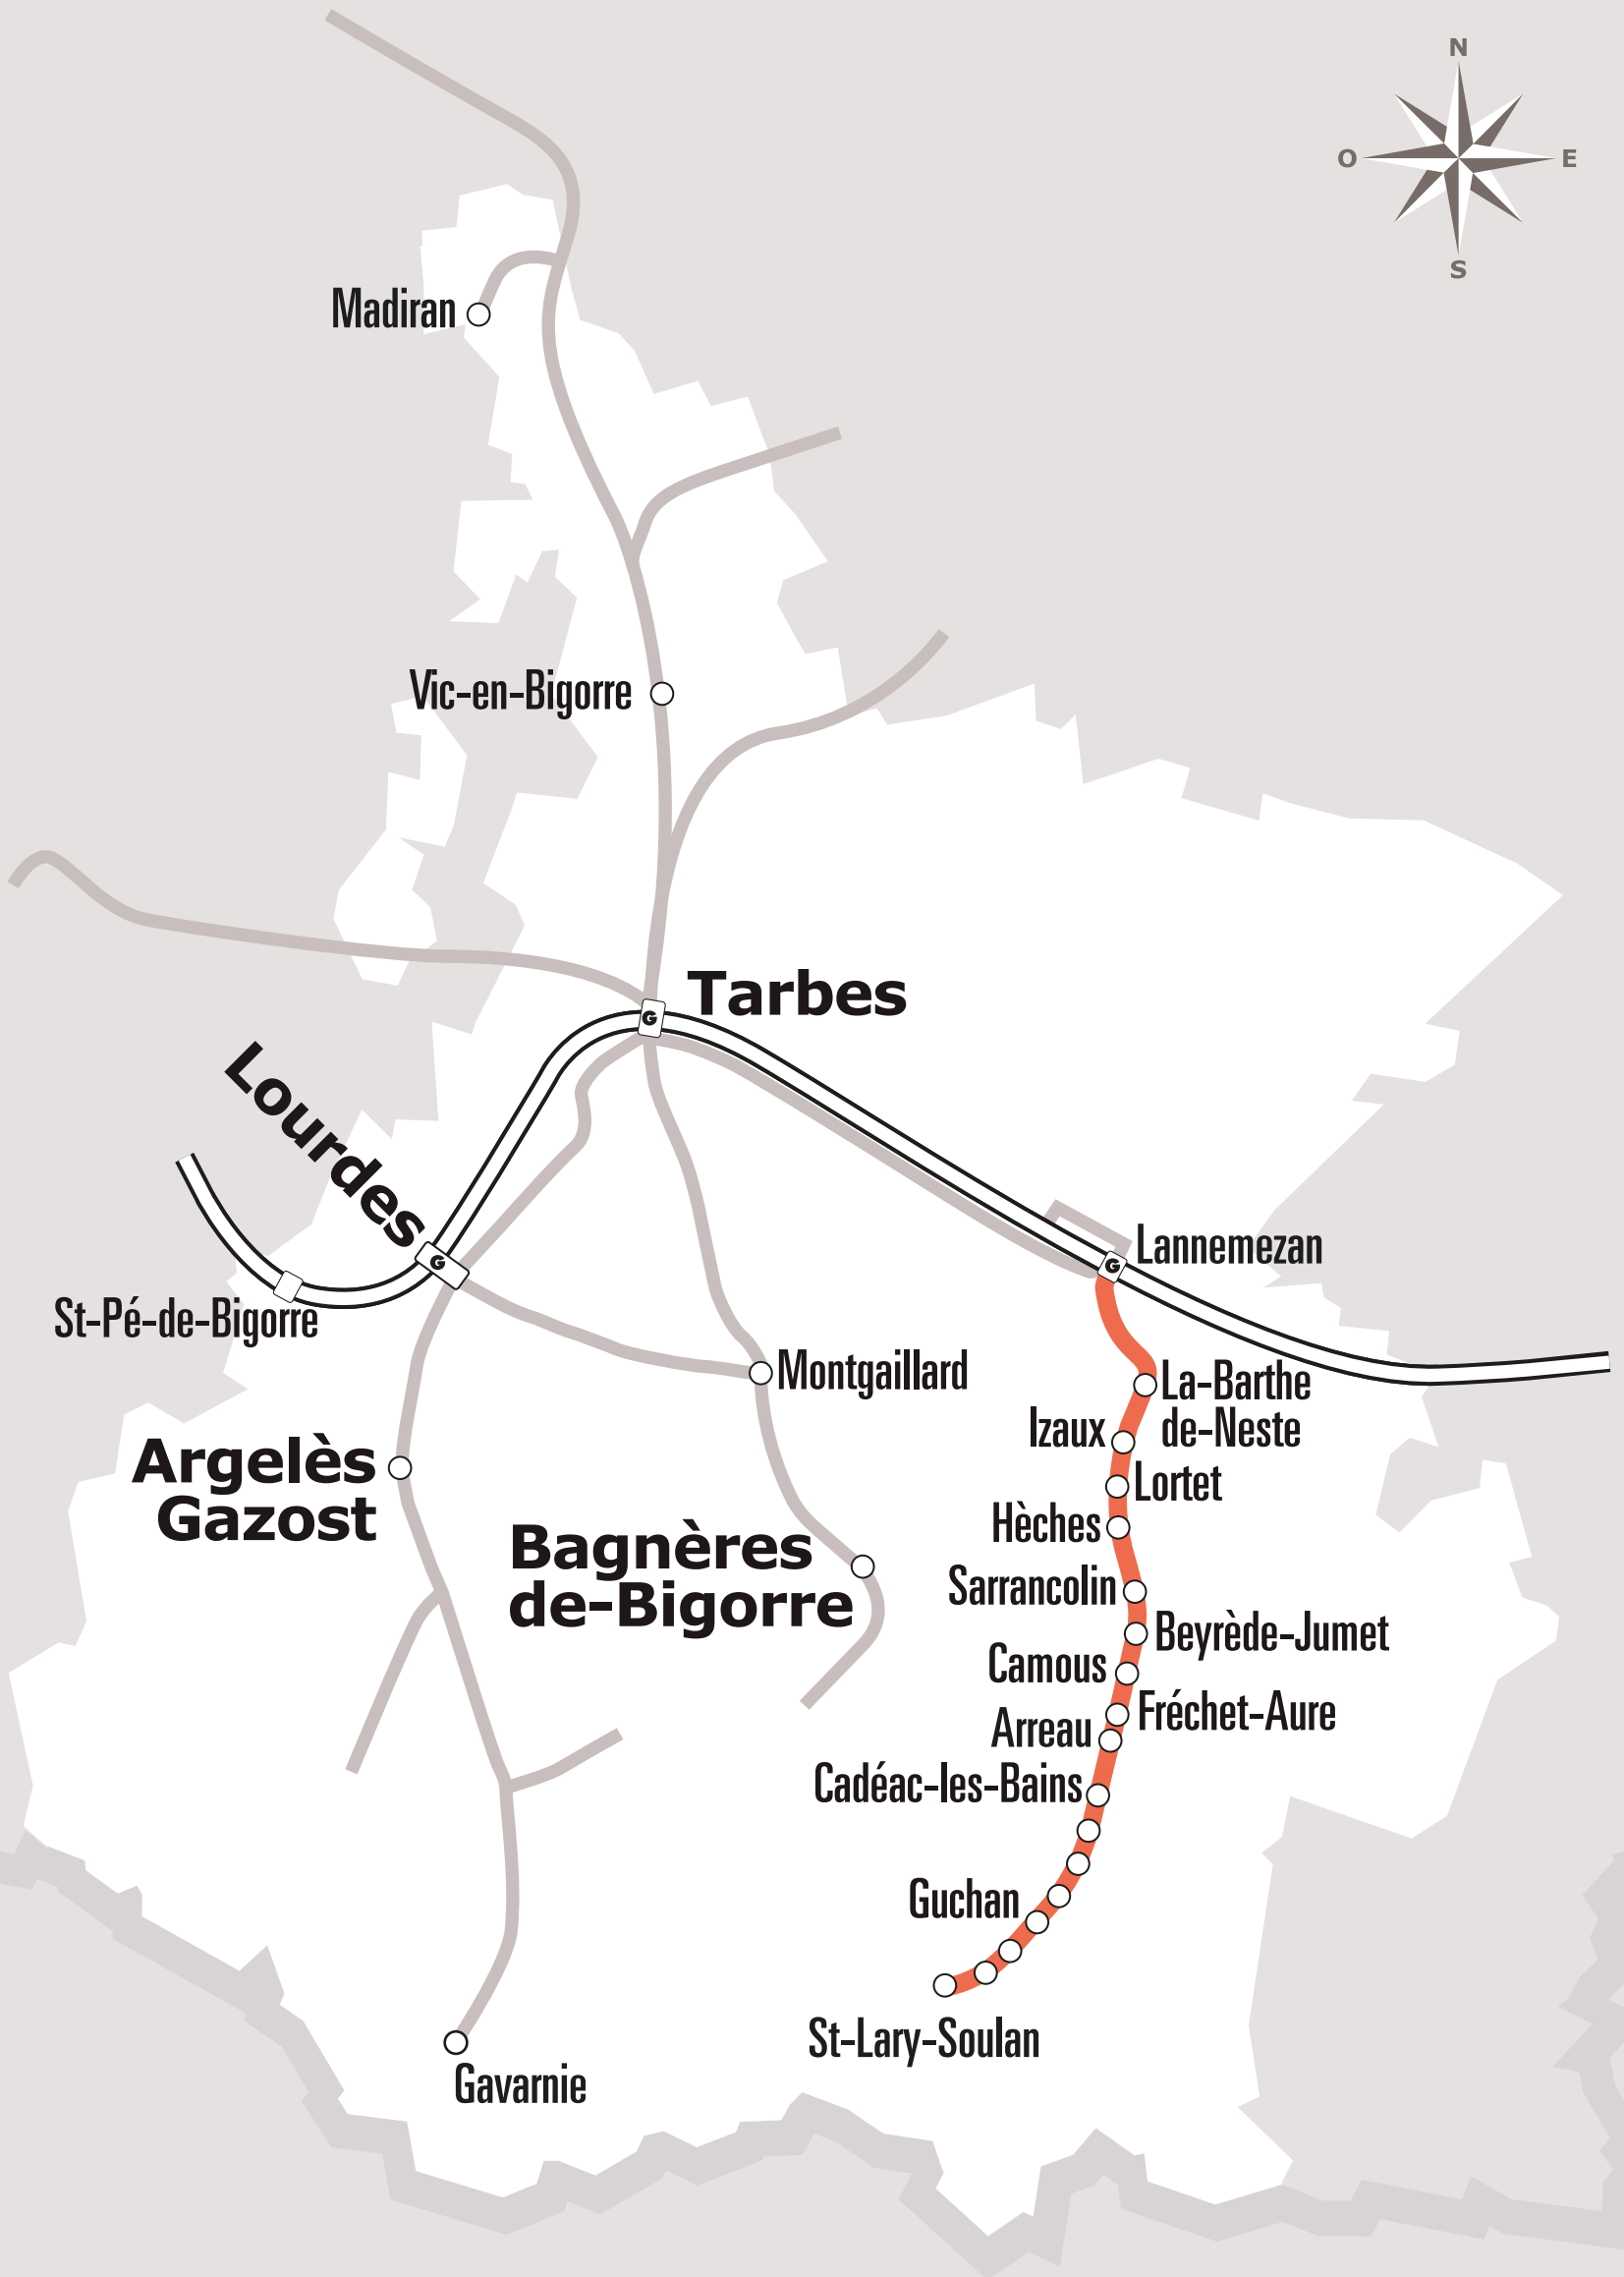 N
O
E
S
Madiran
Vic-en-Bigorre
Tarbes
G
Lourdes
G
Lannemezan
G
St-Pé-de-Bigorre
Montgaillard
La-Barthe
de-Neste
Izaux
Argelès
Gazost
Lortet
Hèches
Bagnères
de-Bigorre
Sarrancolin
Beyrède-Jumet
Camous
Fréchet-Aure
Arreau
Cadéac-les-Bains
Guchan
St-Lary-Soulan
Gavarnie